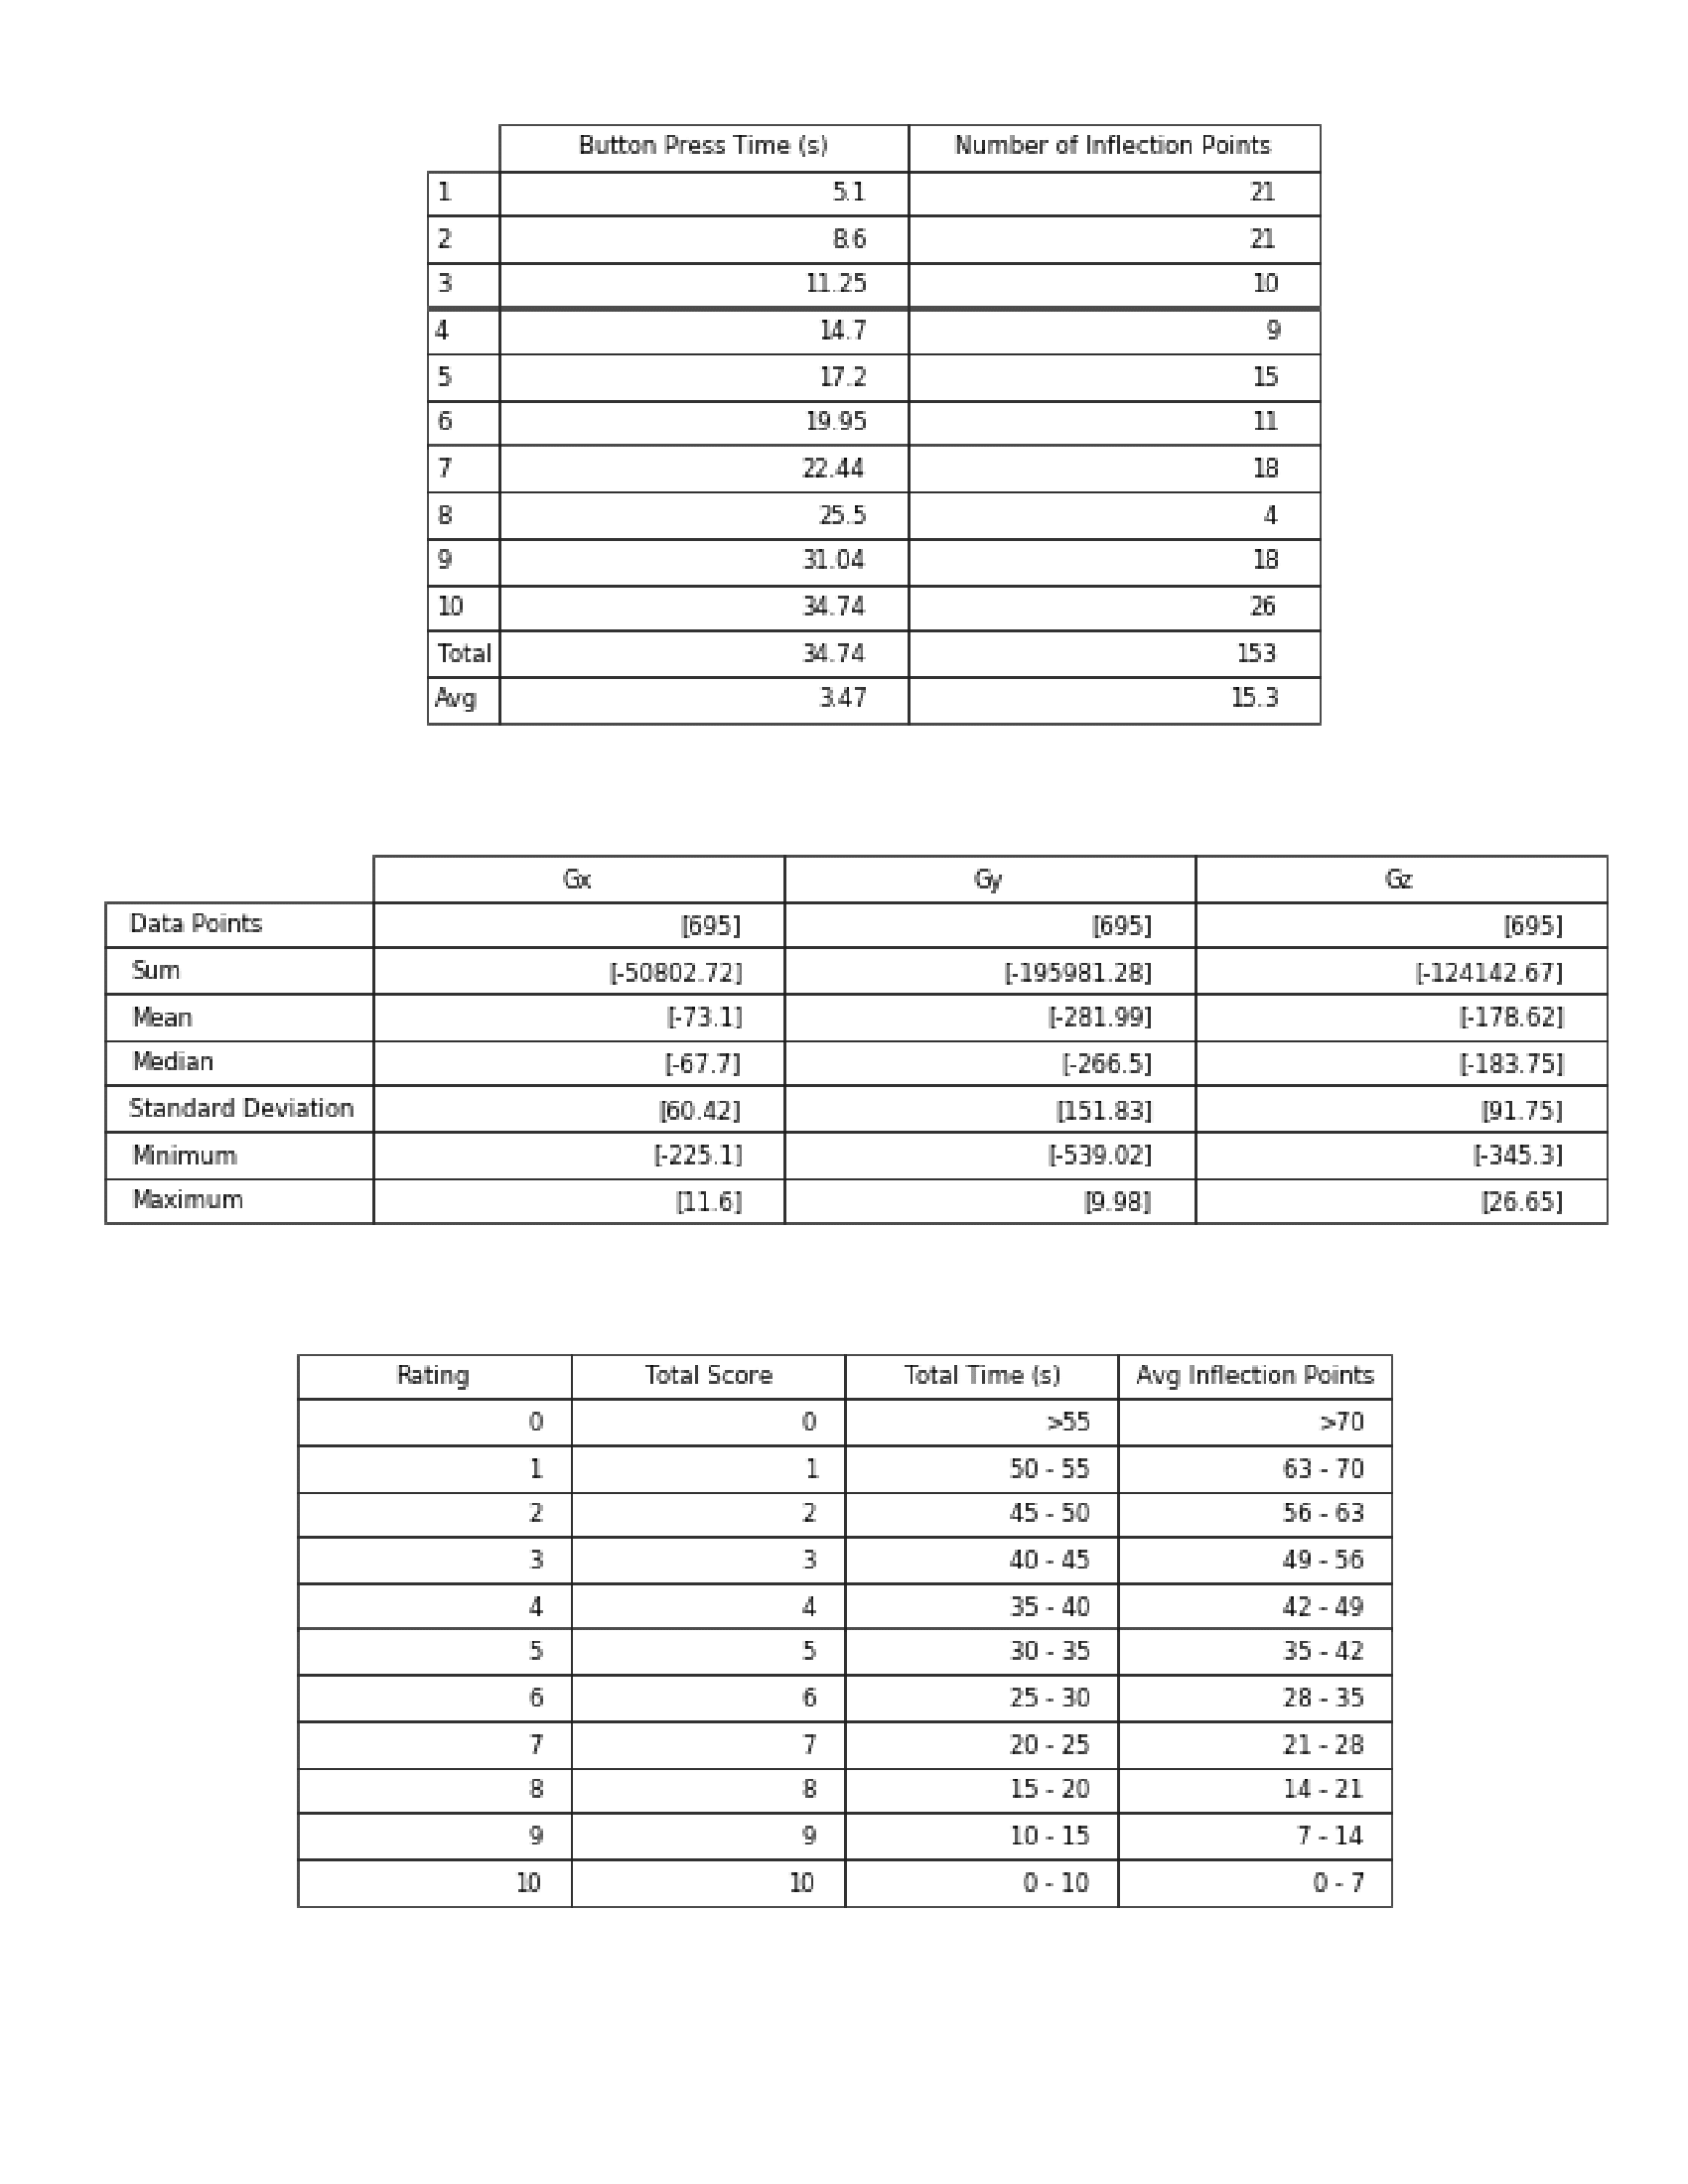 Button Press Time (s) Number of Inflection Points
1 5.1 21
2 8.6 21
3 11.25 10
4 14.7 9
5 17.2 15
6 19.95 11
7 22.44 18
8 25.5 4
9 31.04 18
10 34.74 26
Total 34.74 153
Avg 3.47 15.3
Gx Gy Gz
Data Points [695] [695] [695]
Sum [-50802.72] [-195981.28] [-124142.67]
Mean [-73.1] [-281.99] [-178.62]
Median [-67.7] [-266.5] [-183.75]
Standard Deviation [60.42] [151.83] [91.75]
Minimum [-225.1] [-539.02] [-345.3]
Maximum [11.6] [9.98] [26.65]
Rating Total Score Total Time (s) Avg Inflection Points
0 0 >55 >70
1 1 50 - 55 63 - 70
2 2 45 - 50 56 - 63
3 3 40 - 45 49 - 56
4 4 35 - 40 42 - 49
5 5 30 - 35 35 - 42
6 6 25 - 30 28 - 35
7 7 20 - 25 21 - 28
8 8 15 - 20 14 - 21
9 9 10 - 15 7 - 14
10 10 0 - 10 0 - 7